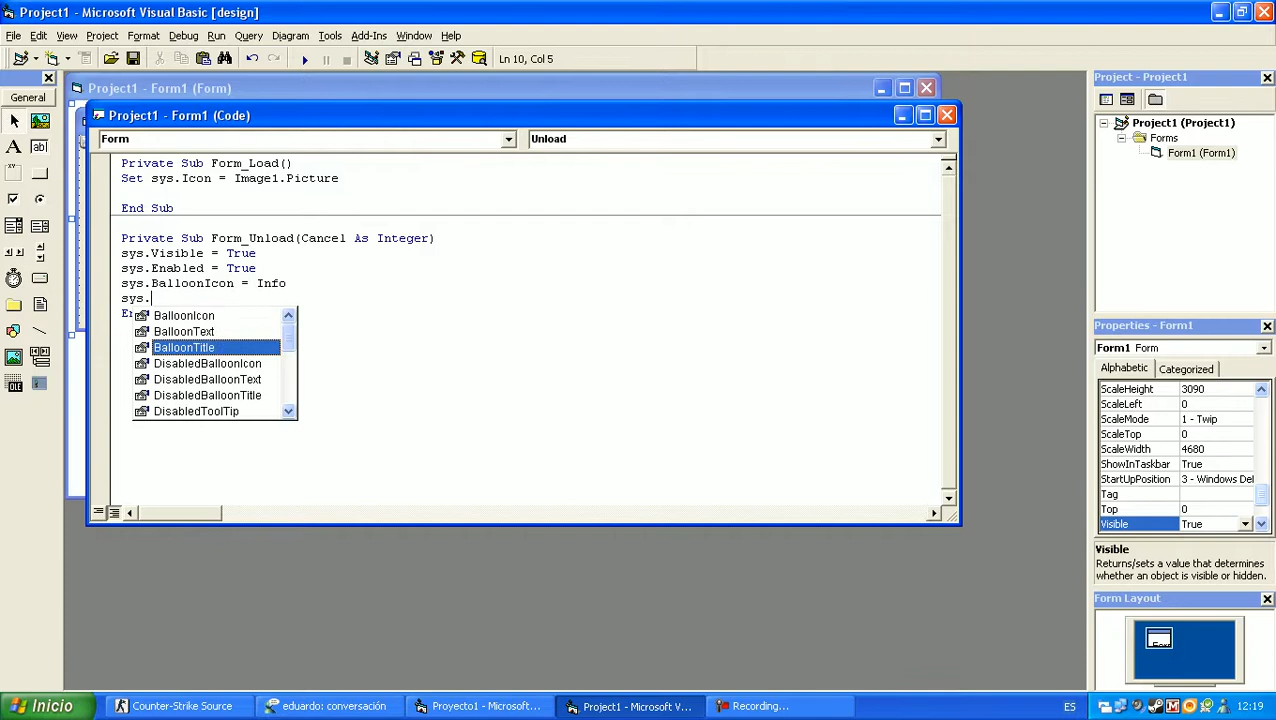 Project1 - Microsoft Visual Basic [design]
File Edit View Project Format Debug Run Query Diagram Tools Add-Ins Window Help
Ln 10, Col 5
General
A
ab|
xy
OLE
Project1 - Form1 (Form)
Project1 - Form1 (Code)
Form
Unload
Private Sub Form_Load()
Set sys.Icon = Image1.Picture
End Sub
Private Sub Form_Unload(Cancel As Integer)
sys.Visible = True
sys.Enabled = True
sys.BalloonIcon = Info
sys.
BalloonIcon
BalloonText
BalloonTitle
DisabledBalloonIcon
DisabledBalloonText
DisabledBalloonTitle
DisabledToolTip
Project - Project1
Project1 (Project1)
Forms
Form1 (Form1)
Properties - Form1
Form1 Form
Alphabetic Categorized
ScaleHeight 3090
ScaleLeft 0
ScaleMode 1 - Twip
ScaleTop 0
ScaleWidth 4680
ShowInTaskbar True
StartUpPosition 3 - Windows Def
Tag
Top 0
Visible True
Visible
Returns/sets a value that determines
whether an object is visible or hidden.
Form Layout
Inicio
Counter-Strike Source
eduardo: conversación
Proyecto1 - Microsoft...
Project1 - Microsoft V...
Recording...
ES
12:19